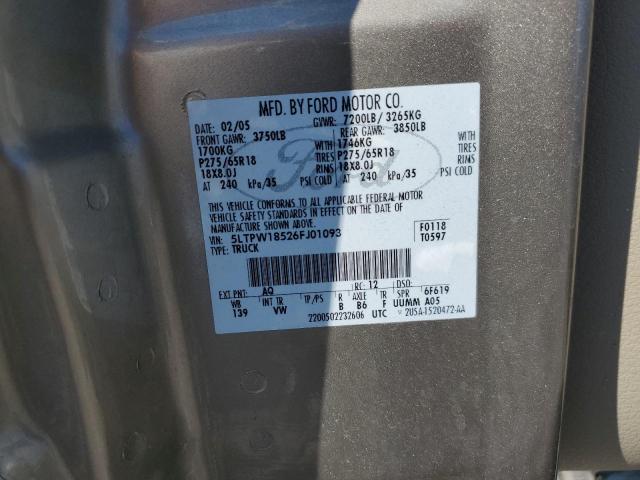 MFD. BY FORD MOTOR CO.
DATE: 02/05 GVWR: 7200LB/ 3265KG
FRONT GAWR: 3750LB REAR GAWR: 3850LB
1700KG WITH 1746KG WITH
P275/65R18 TIRES P275/65R18 TIRES
18X8.0J RIMS 18X8.0J RIMS
AT 240 kPa/35 PSI COLD AT 240 kPa/35 PSI COLD
THIS VEHICLE CONFORMS TO ALL APPLICABLE FEDERAL MOTOR
VEHICLE SAFETY STANDARDS IN EFFECT ON THE DATE OF
MANUFACTURE SHOWN ABOVE.
VIN: 5LTPW18526FJ01093 F0118
TYPE: TRUCK T0597
EXT PNT: AQ RC: 12 DSO:
WB INT TR TP/PS R AXLE TR SPR 6F619
139 VW B B6 F UUMM A05
2200502232606 UTC 2U5A-1520472-AA
Ford